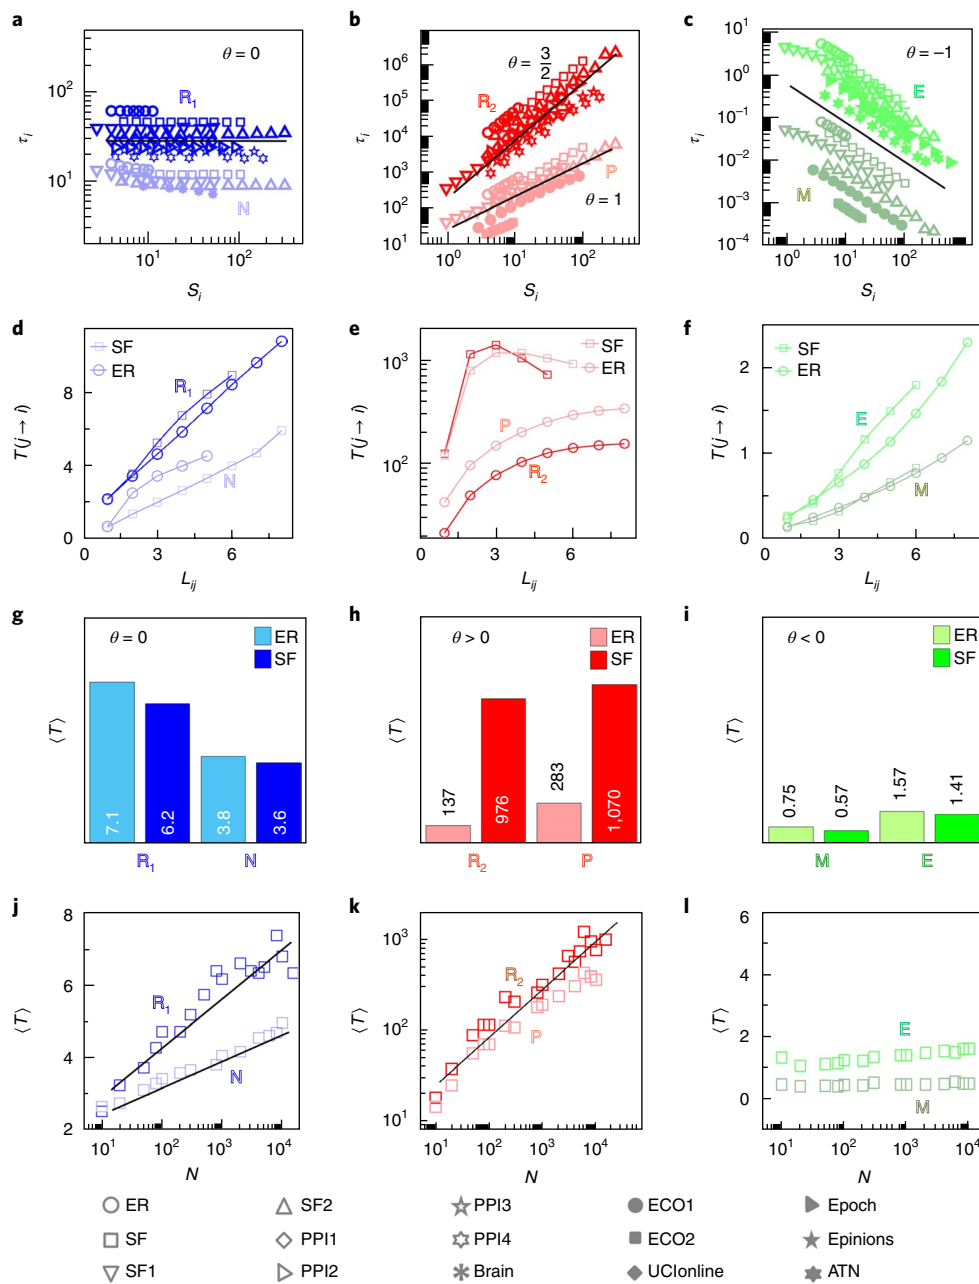 a
θ = 0
10²
10¹
τᵢ
R₁
N
10¹
10²
Sᵢ
b
θ = 3/2
10⁶
10⁵
10⁴
10³
10²
10¹
τᵢ
R₂
P
θ = 1
10⁰
10¹
10²
Sᵢ
c
θ = −1
10¹
10⁰
10⁻¹
10⁻²
10⁻³
10⁻⁴
τᵢ
E
M
10⁰
10¹
10²
Sᵢ
d
SF
ER
8
4
0
T(j → i)
R₁
N
0
3
6
Lᵢⱼ
e
SF
ER
10³
10²
T(j → i)
P
R₂
0
3
6
Lᵢⱼ
f
SF
ER
2
1
0
T(j → i)
E
M
0
3
6
Lᵢⱼ
g
θ = 0
ER
SF
⟨T⟩
7.1
6.2
3.8
3.6
R₁
N
h
θ > 0
ER
SF
⟨T⟩
137
976
283
1,070
R₂
P
i
θ < 0
ER
SF
⟨T⟩
0.75
0.57
1.57
1.41
M
E
j
8
6
4
2
⟨T⟩
R₁
N
10¹
10²
10³
10⁴
N
k
10³
10²
10¹
⟨T⟩
R₂
P
10¹
10²
10³
10⁴
N
l
6
4
2
0
⟨T⟩
E
M
10¹
10²
10³
10⁴
N
ER
SF2
PPI3
ECO1
Epoch
SF
PPI1
PPI4
ECO2
Epinions
SF1
PPI2
Brain
UCIonline
ATN